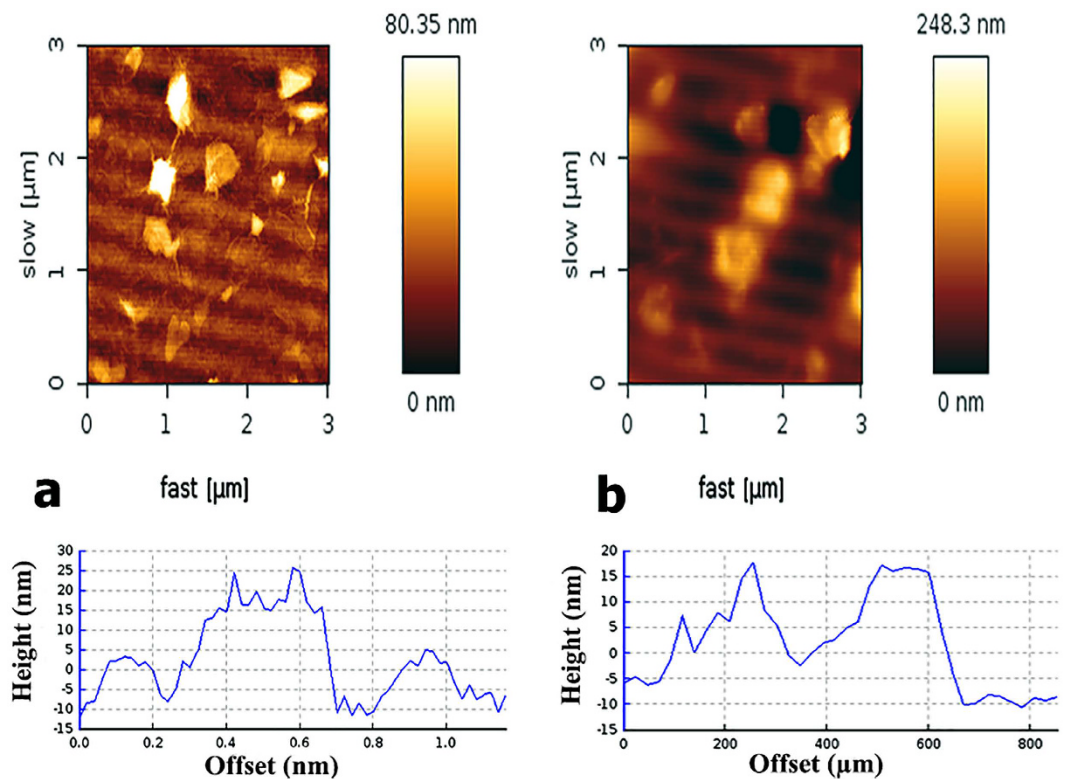 80.35 nm
248.3 nm
slow [µm]
3
2
1
0
0 1 2 3
0 nm
slow [µm]
3
2
1
0
0 1 2 3
0 nm
a
fast [µm]
b
fast [µm]
Height (nm)
30
25
20
15
10
5
0
-5
-10
-15
0.0 0.2 0.4 0.6 0.8 1.0
Offset (nm)
Height (nm)
20
15
10
5
0
-5
-10
-15
0 200 400 600 800
Offset (µm)